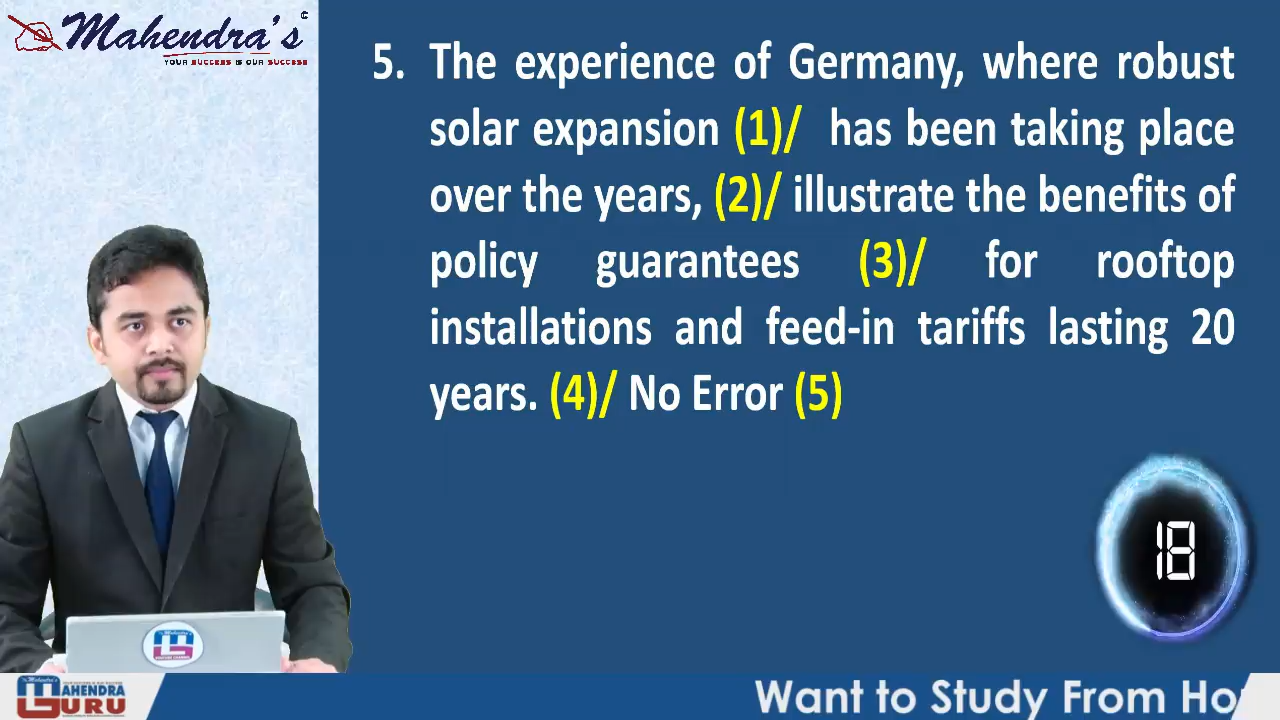 Mahendra's
YOUR SUCCESS IS OUR SUCCESS
5. The experience of Germany, where robust
solar expansion (1)/ has been taking place
over the years, (2)/ illustrate the benefits of
policy guarantees (3)/ for rooftop
installations and feed-in tariffs lasting 20
years. (4)/ No Error (5)
18
MAHENDRA
GURU
Want to Study From Ho